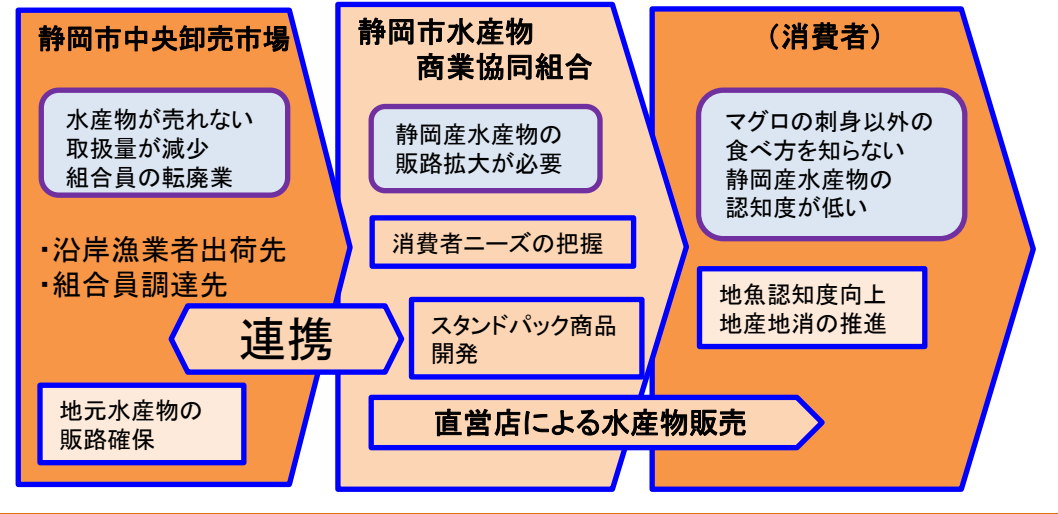 静岡市中央卸売市場
水産物が売れない
取扱量が減少
組合員の転廃業
・沿岸漁業者出荷先
・組合員調達先
連携
地元水産物の
販路確保
静岡市水産物
商業協同組合
静岡産水産物の
販路拡大が必要
消費者ニーズの把握
スタンドパック商品
開発
直営店による水産物販売
（消費者）
マグロの刺身以外の
食べ方を知らない
静岡産水産物の
認知度が低い
地魚認知度向上
地産地消の推進